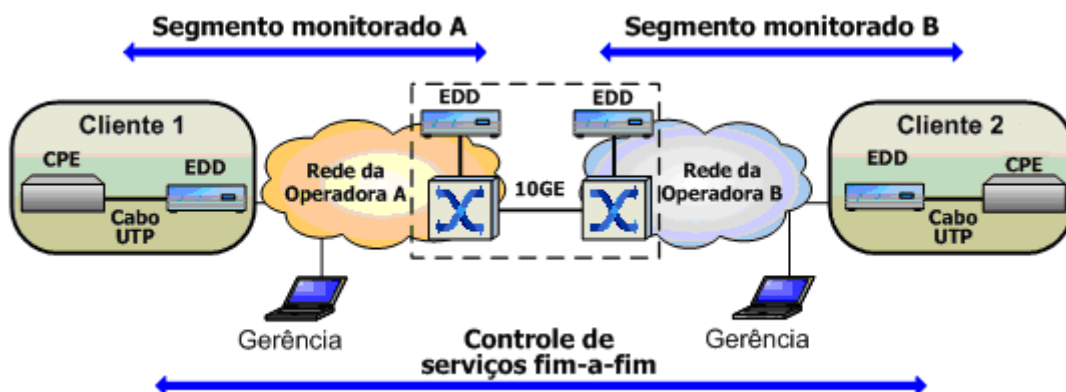 Segmento monitorado A
Segmento monitorado B
EDD
EDD
Cliente 1
CPE
EDD
Cabo
UTP
Rede da
Operadora A
10GE
Rede da
Operadora B
Cliente 2
EDD
CPE
Cabo
UTP
Gerência
Gerência
Controle de
serviços fim-a-fim